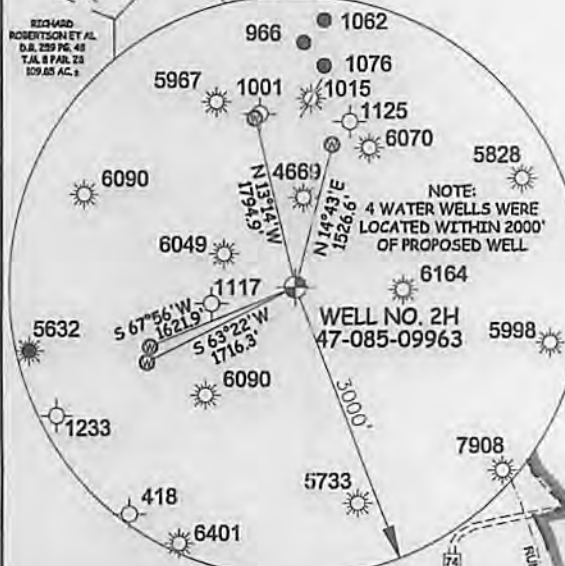 RICHARD
ROBERTSON ET AL
D.B. 259 PG. 48
T.M. 8 PAR. 28
109.65 AC.±
1062
966
1076
5967
1001
1015
1125
6070
5828
6090
4669
N 13°14'W
1794.9'
N 14°43'E
1526.6'
NOTE:
4 WATER WELLS WERE
LOCATED WITHIN 2000'
OF PROPOSED WELL
6049
6164
1117
S 67°56'W
1621.9'
S 63°22'W
1716.3'
WELL NO. 2H
47-085-09963
5632
5998
6090
3000'
1233
7908
5733
418
6401
74
W
W
W
W